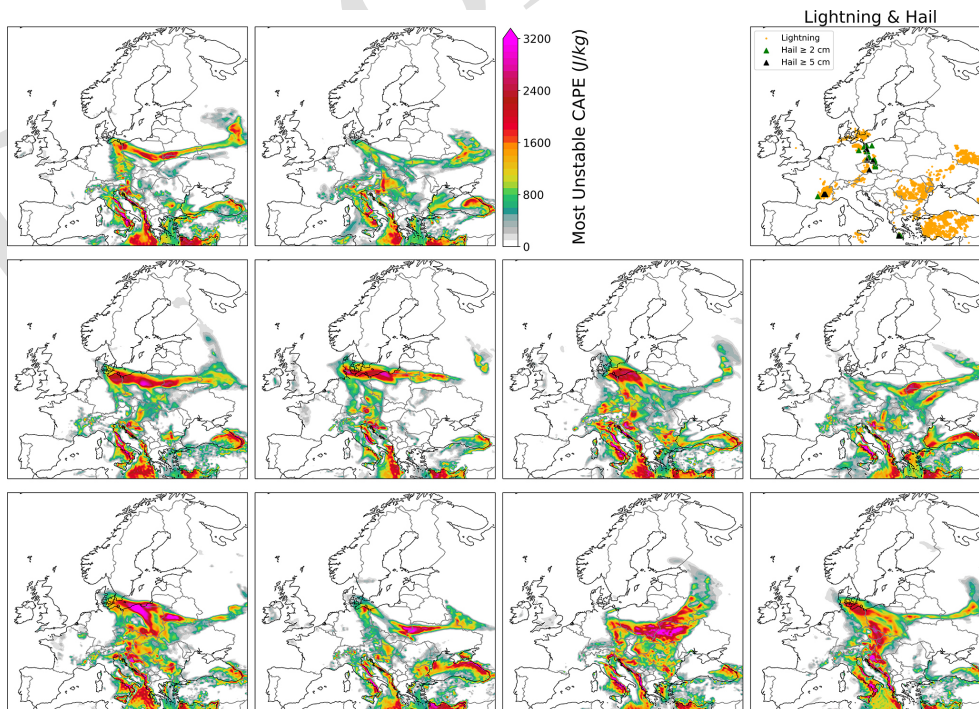 Lightning & Hail
Lightning
Hail ≥ 2 cm
Hail ≥ 5 cm
3200
2400
1600
800
0
Most Unstable CAPE (J/kg)